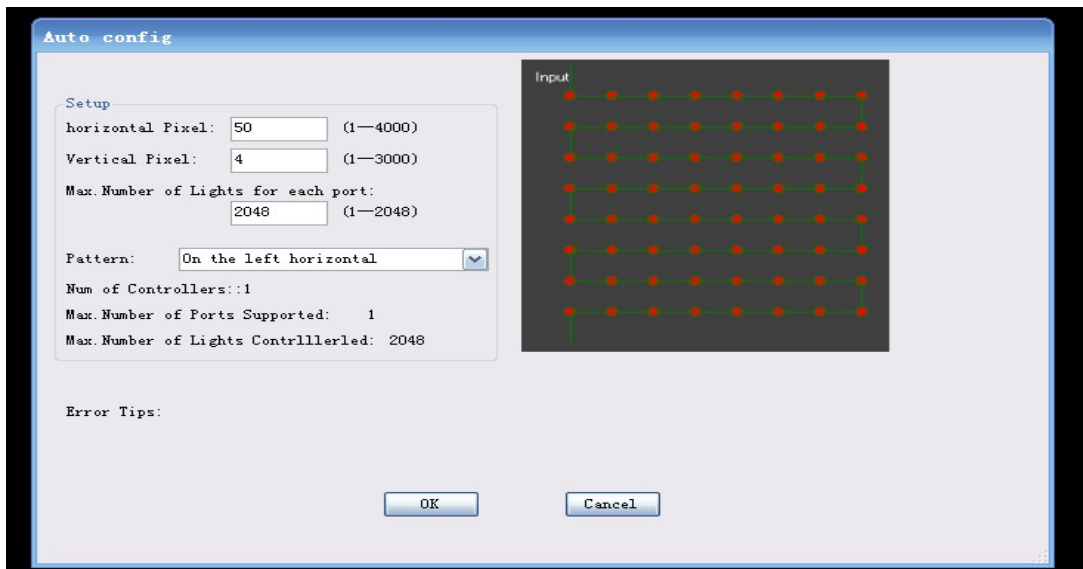 Auto config
Input
Setup
horizontal Pixel: 50 (1—4000)
Vertical Pixel: 4 (1—3000)
Max.Number of Lights for each port:
2048 (1—2048)
Pattern: On the left horizontal
Num of Controllers::1
Max.Number of Ports Supported: 1
Max.Number of Lights Contrlllerled: 2048
Error Tips:
OK Cancel